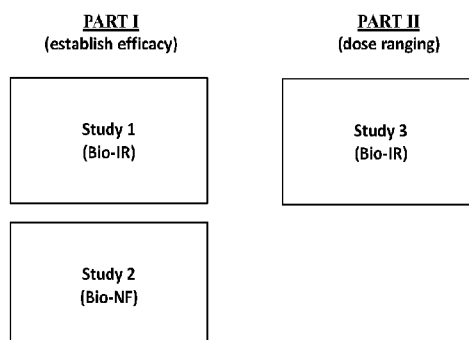 PART I
(establish efficacy)
Study 1
(Bio-IR)
Study 2
(Bio-NF)
PART II
(dose ranging)
Study 3
(Bio-IR)